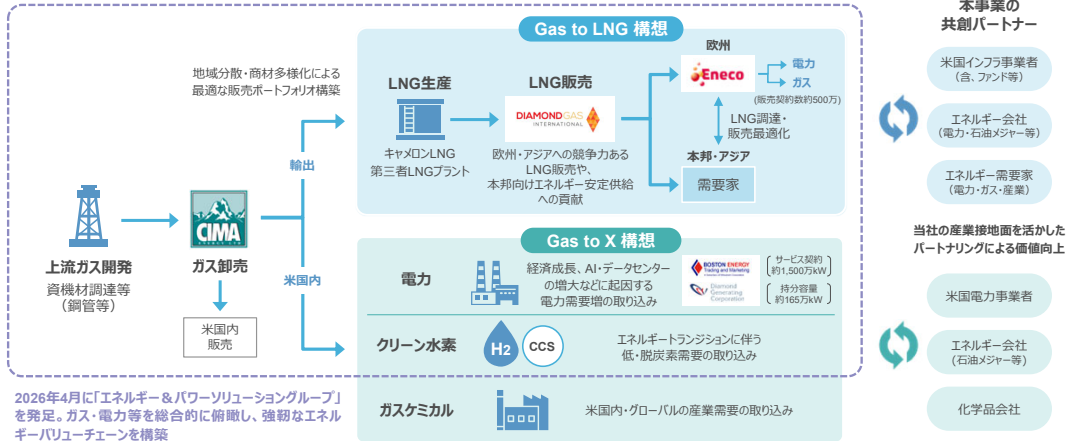 Gas to LNG 構想
地域分散・商材多様化による
最適な販売ポートフォリオ構築
LNG生産
キャメロンLNG
第三者LNGプラント
LNG販売
DIAMONDGAS
INTERNATIONAL
欧州・アジアへの競争力ある
LNG販売や、
本邦向けエネルギー安定供給
への貢献
欧州
Eneco
電力
ガス
(販売契約数約500万)
LNG調達・
販売最適化
本邦・アジア
需要家
輸出
上流ガス開発
資機材調達等
(鋼管等)
CIMA
ENERGY LTD
ガス卸売
米国内
米国内
販売
Gas to X 構想
電力
経済成長、AI・データセンター
の増大などに起因する
電力需要増の取り込み
BOSTON ENERGY
Trading and Marketing
サービス契約
約1,500万kW
Diamond
Generating
Corporation
持分容量
約165万kW
クリーン水素
H2
CCS
エネルギートランジションに伴う
低・脱炭素需要の取り込み
ガスケミカル
米国内・グローバルの産業需要の取り込み
2026年4月に「エネルギー＆パワーソリューショングループ」
を発足。ガス・電力等を総合的に俯瞰し、強靭なエネル
ギーバリューチェーンを構築
本事業の
共創パートナー
米国インフラ事業者
(含、ファンド等)
エネルギー会社
(電力・石油メジャー等)
エネルギー需要家
(電力・ガス・産業)
当社の産業接地面を活かした
パートナリングによる価値向上
米国電力事業者
エネルギー会社
(石油メジャー等)
化学品会社